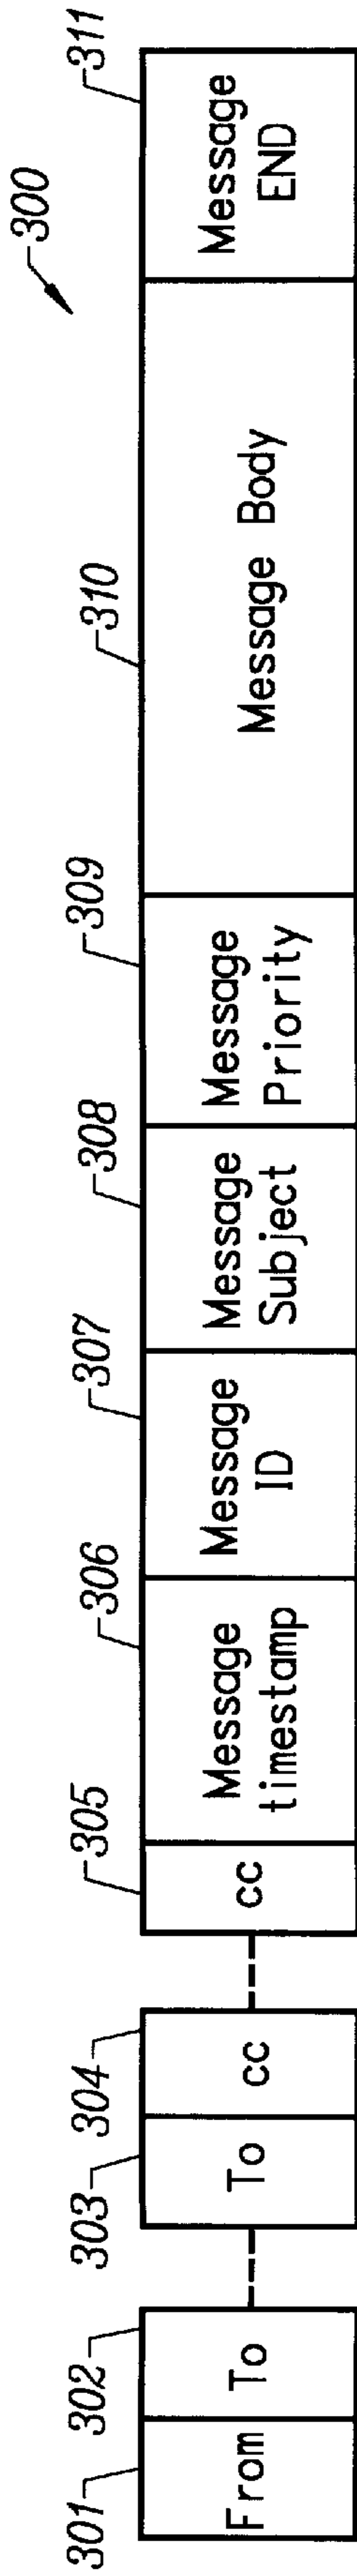 300
301
302
303
304
305
306
307
308
309
310
311
From
To
To
cc
cc
Message
timestamp
Message
ID
Message
Subject
Message
Priority
Message Body
Message
END